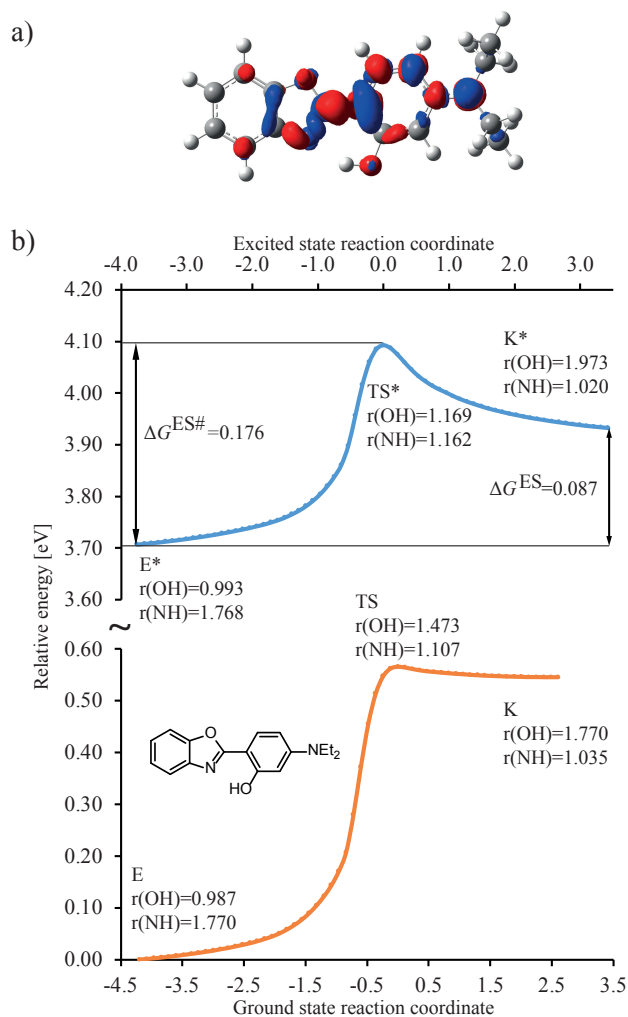 a)
b)
Excited state reaction coordinate
-4.0 -3.0 -2.0 -1.0 0.0 1.0 2.0 3.0
4.20
4.10
4.00
3.90
3.80
3.70
3.60
~
0.60
0.50
0.40
0.30
0.20
0.10
0.00
Relative energy [eV]
K*
r(OH)=1.973
r(NH)=1.020
TS*
r(OH)=1.169
r(NH)=1.162
ΔG^ES#=0.176
ΔG^ES=0.087
E*
r(OH)=0.993
r(NH)=1.768
TS
r(OH)=1.473
r(NH)=1.107
K
r(OH)=1.770
r(NH)=1.035
O
N
HO
NEt₂
E
r(OH)=0.987
r(NH)=1.770
-4.5 -3.5 -2.5 -1.5 -0.5 0.5 1.5 2.5 3.5
Ground state reaction coordinate